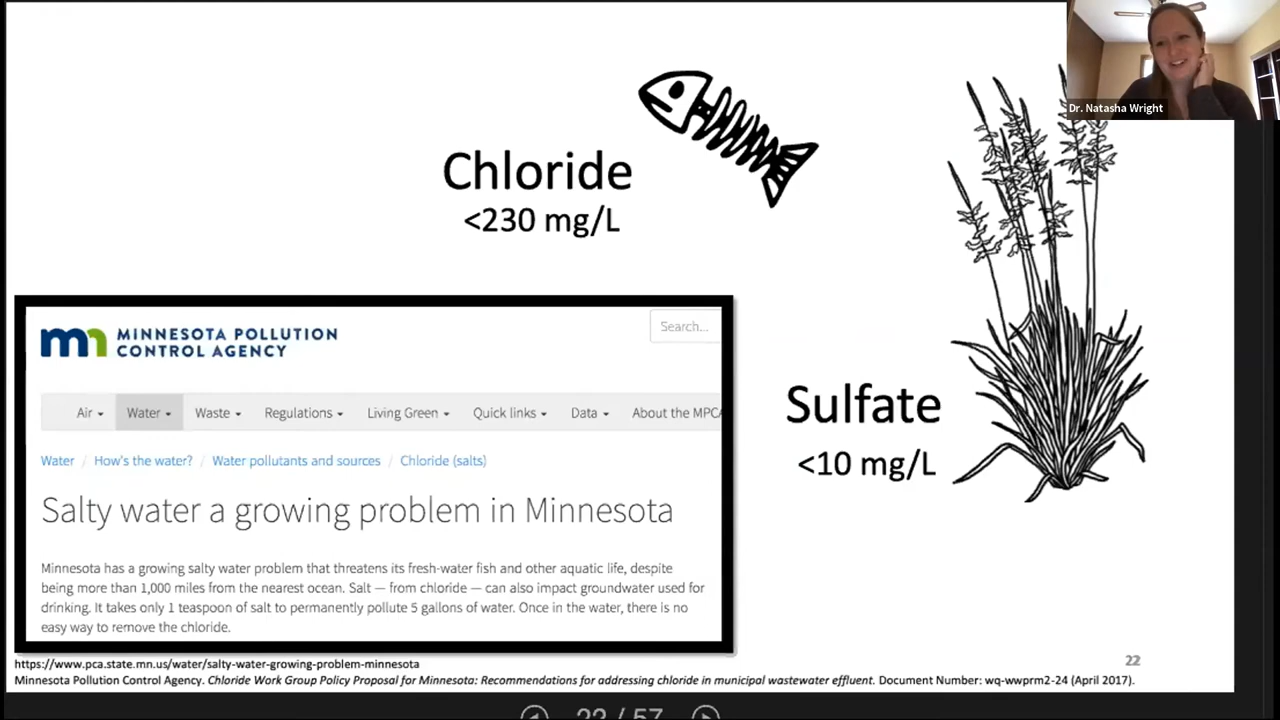 Dr. Natasha Wright
Chloride
<230 mg/L
Sulfate
<10 mg/L
MINNESOTA POLLUTION
CONTROL AGENCY
Search...
Air Water Waste Regulations Living Green Quick links Data About the MPCA
Water / How's the water? / Water pollutants and sources / Chloride (salts)
Salty water a growing problem in Minnesota
Minnesota has a growing salty water problem that threatens its fresh-water fish and other aquatic life, despite
being more than 1,000 miles from the nearest ocean. Salt — from chloride — can also impact groundwater used for
drinking. It takes only 1 teaspoon of salt to permanently pollute 5 gallons of water. Once in the water, there is no
easy way to remove the chloride.
https://www.pca.state.mn.us/water/salty-water-growing-problem-minnesota
22
Minnesota Pollution Control Agency. Chloride Work Group Policy Proposal for Minnesota: Recommendations for addressing chloride in municipal wastewater effluent. Document Number: wq-wwprm2-24 (April 2017).
22 / 57